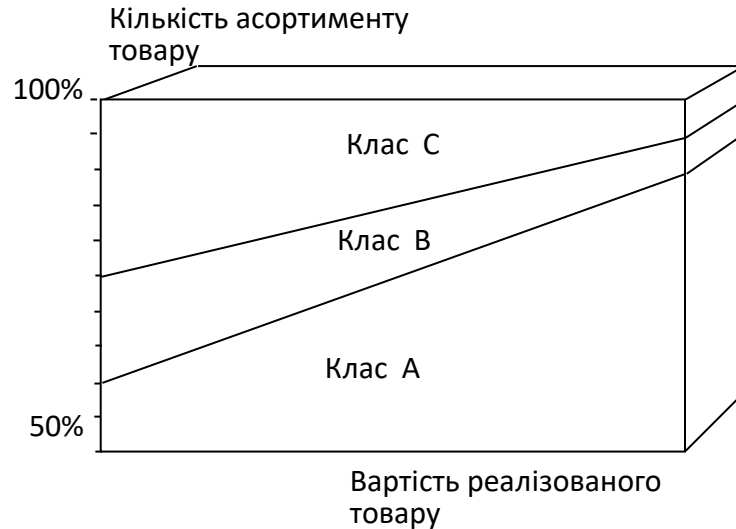 Кількість асортименту
товару
100%
Клас С
Клас В
Клас А
50%
Вартість реалізованого
товару